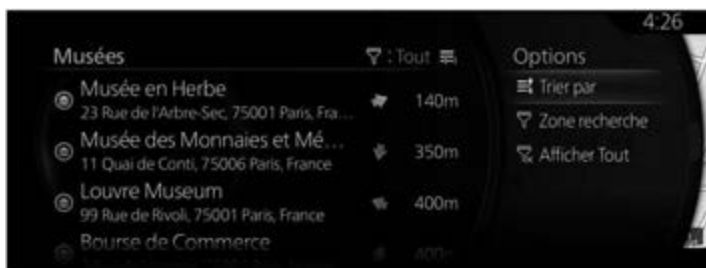 4:26
Musées
: Tout
Options
Musée en Herbe
23 Rue de l'Arbre-Sec, 75001 Paris, Fra...
140m
Musée des Monnaies et Mé...
11 Quai de Conti, 75006 Paris, France
350m
Louvre Museum
99 Rue de Rivoli, 75001 Paris, France
400m
Bourse de Commerce
400m
Trier par
Zone recherche
Afficher Tout